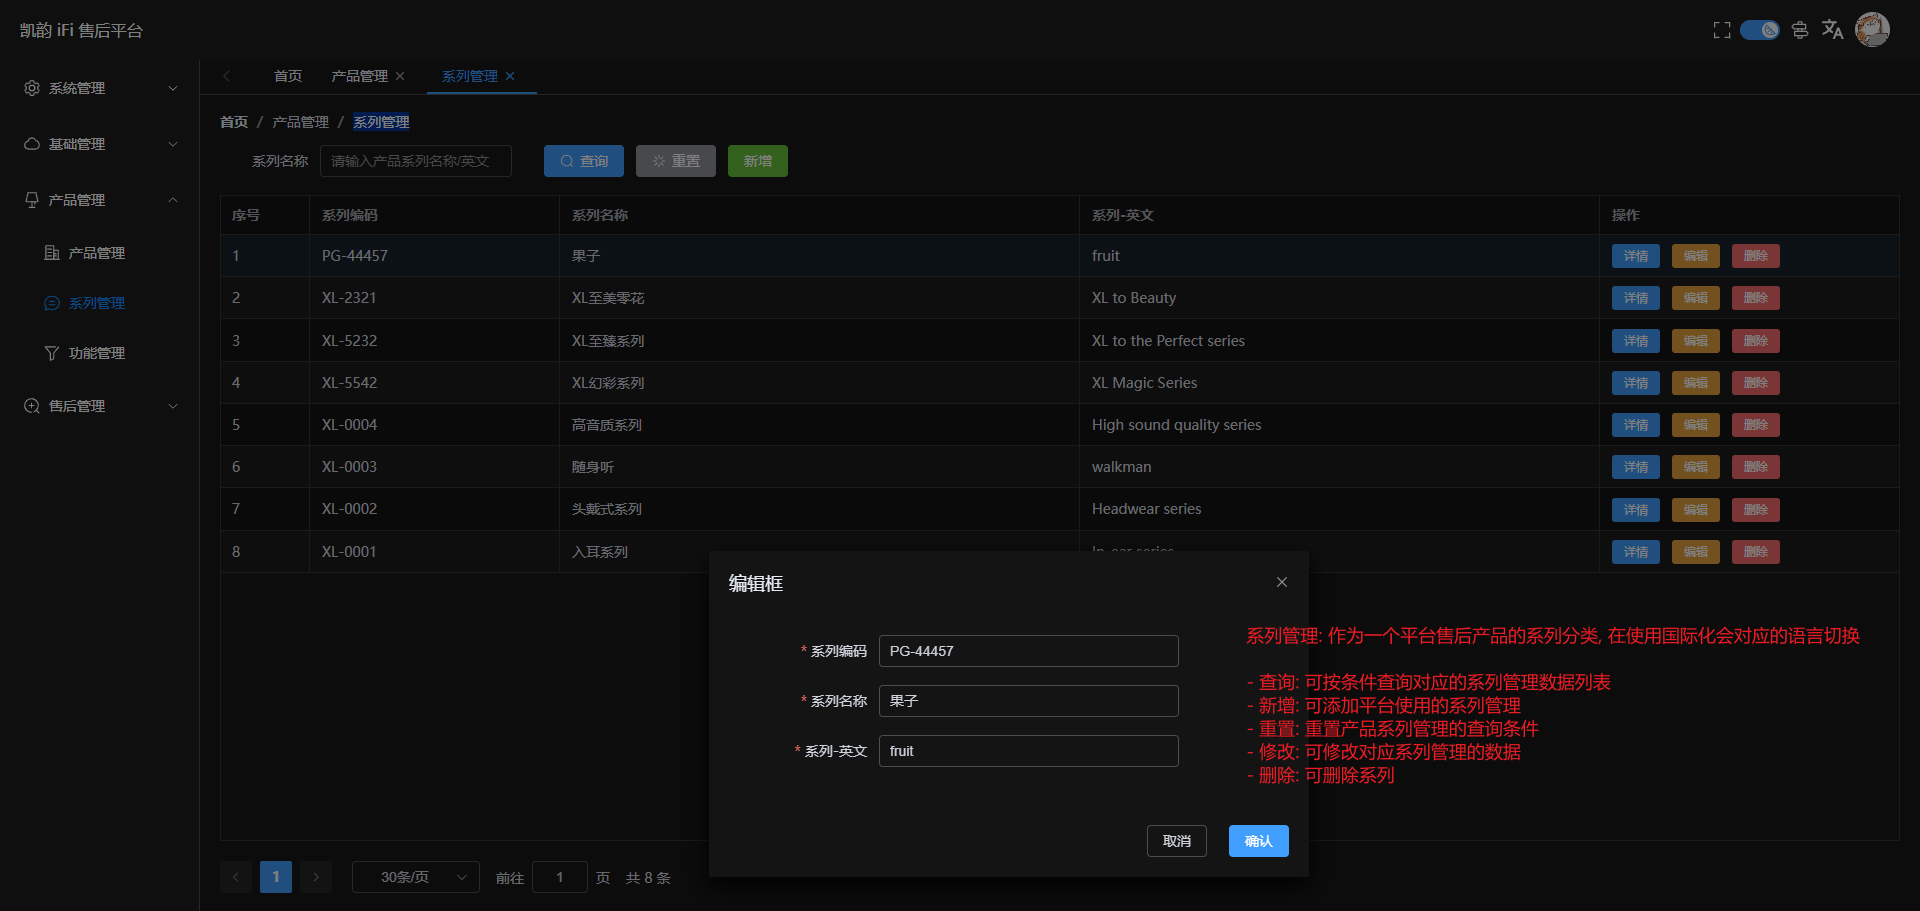 凯韵 iFi 售后平台
系统管理
基础管理
产品管理
产品管理
系列管理
功能管理
售后管理
首页 产品管理 系列管理
首页 / 产品管理 / 系列管理
系列名称 请输入产品系列名称/英文 查询 重置 新增
序号 系列编码 系列名称 系列-英文 操作
1 PG-44457 果子 fruit 详情 编辑 删除
2 XL-2321 XL至美零花 XL to Beauty 详情 编辑 删除
3 XL-5232 XL至臻系列 XL to the Perfect series 详情 编辑 删除
4 XL-5542 XL幻彩系列 XL Magic Series 详情 编辑 删除
5 XL-0004 高音质系列 High sound quality series 详情 编辑 删除
6 XL-0003 随身听 walkman 详情 编辑 删除
7 XL-0002 头戴式系列 Headwear series 详情 编辑 删除
8 XL-0001 入耳系列 In-ear series 详情 编辑 删除
编辑框
* 系列编码 PG-44457
* 系列名称 果子
* 系列-英文 fruit
取消 确认
系列管理: 作为一个平台售后产品的系列分类, 在使用国际化会对应的语言切换
- 查询: 可按条件查询对应的系列管理数据列表
- 新增: 可添加平台使用的系列管理
- 重置: 重置产品系列管理的查询条件
- 修改: 可修改对应系列管理的数据
- 删除: 可删除系列
1 30条/页 前往 1 页 共 8 条